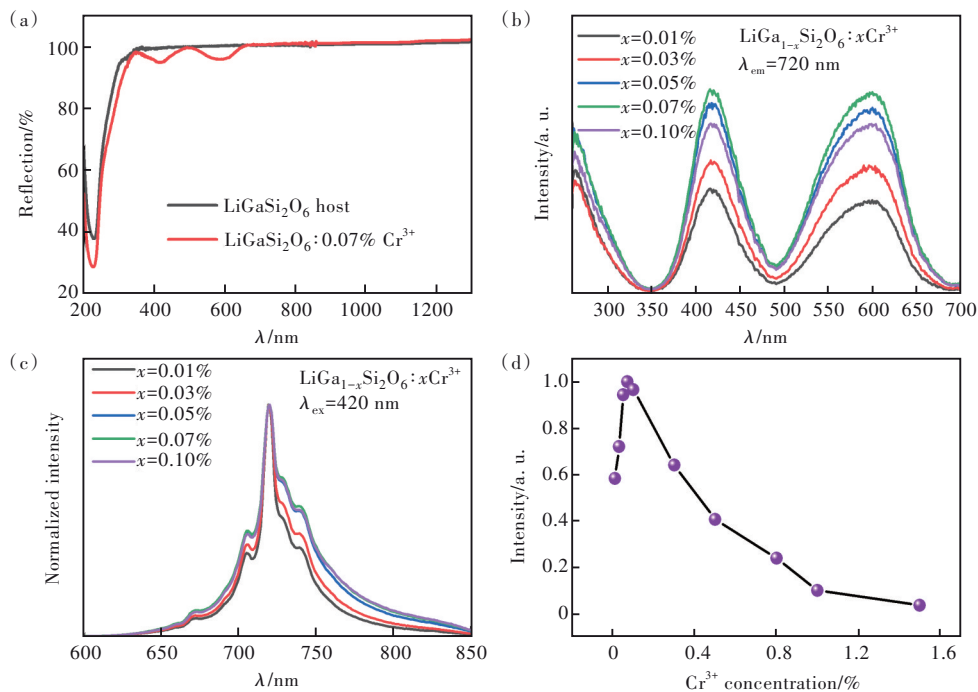 (a)
100
80
60
40
20
Reflection/%
LiGaSi₂O₆ host
LiGaSi₂O₆:0.07% Cr³⁺
200 400 600 800 1000 1200
λ/nm
(b)
x=0.01%
x=0.03%
x=0.05%
x=0.07%
x=0.10%
LiGa₁₋ₓSi₂O₆:xCr³⁺
λem=720 nm
Intensity/a. u.
300 350 400 450 500 550 600 650 700
λ/nm
(c)
x=0.01%
x=0.03%
x=0.05%
x=0.07%
x=0.10%
LiGa₁₋ₓSi₂O₆:xCr³⁺
λex=420 nm
Normalized intensity
600 650 700 750 800 850
λ/nm
(d)
1.0
0.8
0.6
0.4
0.2
0
Intensity/a. u.
0 0.4 0.8 1.2 1.6
Cr³⁺ concentration/%